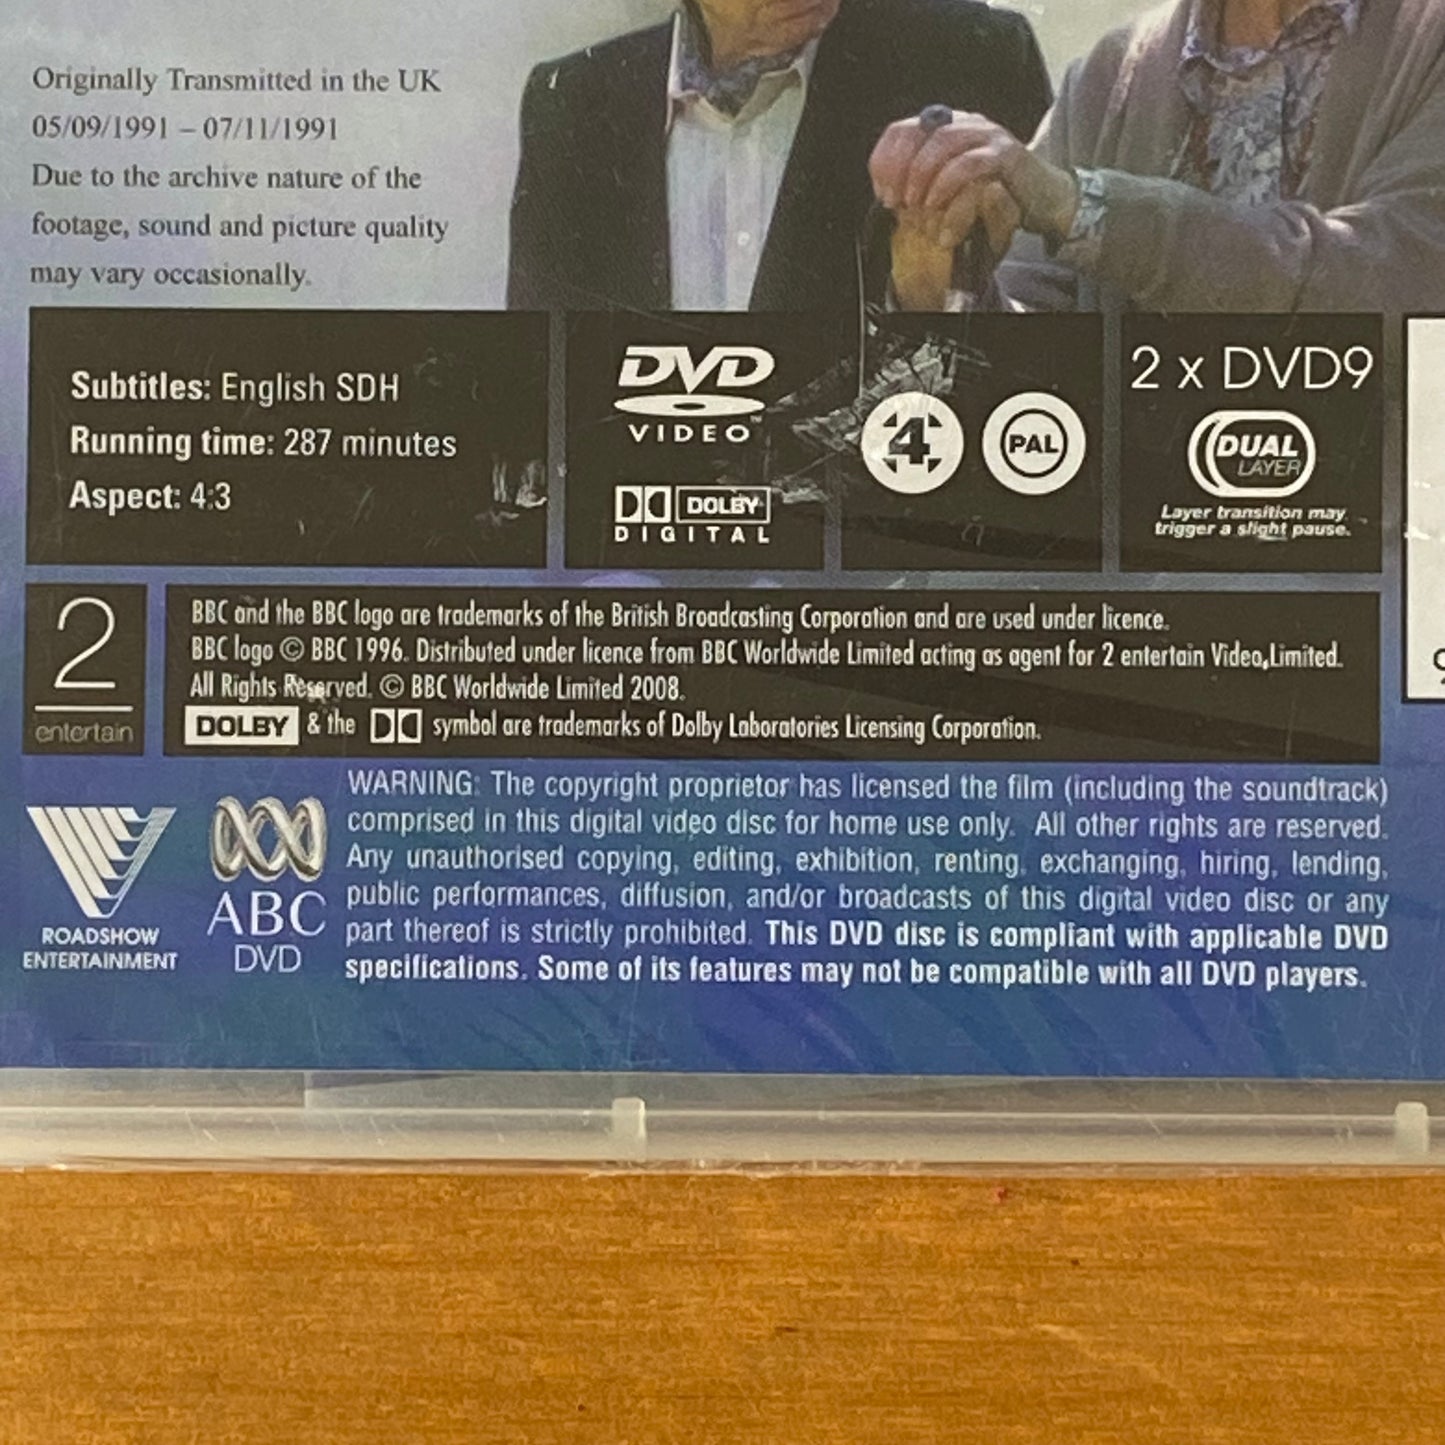 Originally Transmitted in the UK
05/09/1991 – 07/11/1991
Due to the archive nature of the
footage, sound and picture quality
may vary occasionally.
Subtitles: English SDH
Running time: 287 minutes
Aspect: 4:3
DVD
VIDEO™
DOLBY
DIGITAL
4
PAL
2 x DVD9
DUAL
LAYER
Layer transition may
trigger a slight pause.
2
entertain
BBC and the BBC logo are trademarks of the British Broadcasting Corporation and are used under licence.
BBC logo © BBC 1996. Distributed under licence from BBC Worldwide Limited acting as agent for 2 entertain Video Limited.
All Rights Reserved. © BBC Worldwide Limited 2008.
DOLBY & the symbol are trademarks of Dolby Laboratories Licensing Corporation.
ROADSHOW
ENTERTAINMENT
ABC
DVD
WARNING: The copyright proprietor has licensed the film (including the soundtrack)
comprised in this digital video disc for home use only. All other rights are reserved.
Any unauthorised copying, editing, exhibition, renting, exchanging, hiring, lending,
public performances, diffusion, and/or broadcasts of this digital video disc or any
part thereof is strictly prohibited. This DVD disc is compliant with applicable DVD
specifications. Some of its features may not be compatible with all DVD players.